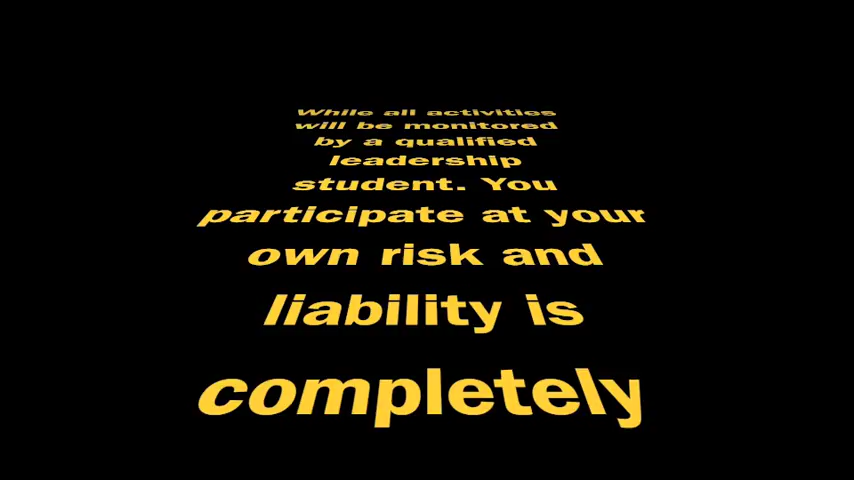 While all activities
will be monitored
by a qualified
leadership
student. You
participate at your
own risk and
liability is
completely